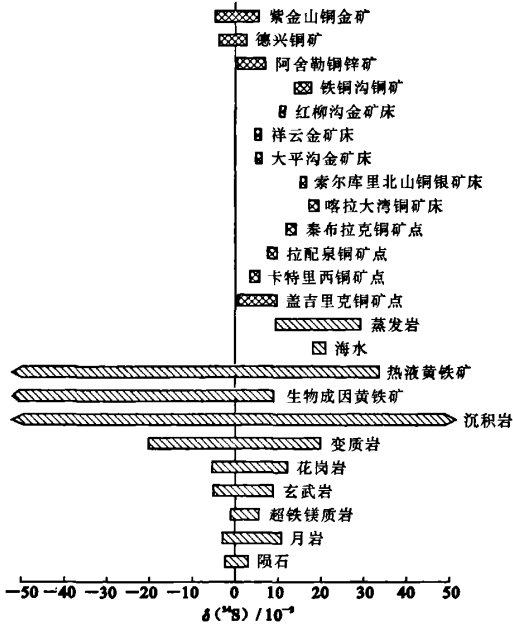 紫金山铜金矿
德兴铜矿
阿舍勒铜锌矿
铁铜沟铜矿
红柳沟金矿床
祥云金矿床
大平沟金矿床
索尔库里北山铜银矿床
喀拉大湾铜矿床
秦布拉克铜矿点
拉配泉铜矿点
卡特里西铜矿点
盖吉里克铜矿点
蒸发岩
海水
热液黄铁矿
生物成因黄铁矿
沉积岩
变质岩
花岗岩
玄武岩
超铁镁质岩
月岩
陨石
-50 -40 -30 -20 -10 0 10 20 30 40 50
δ(³⁴S)/10⁻³